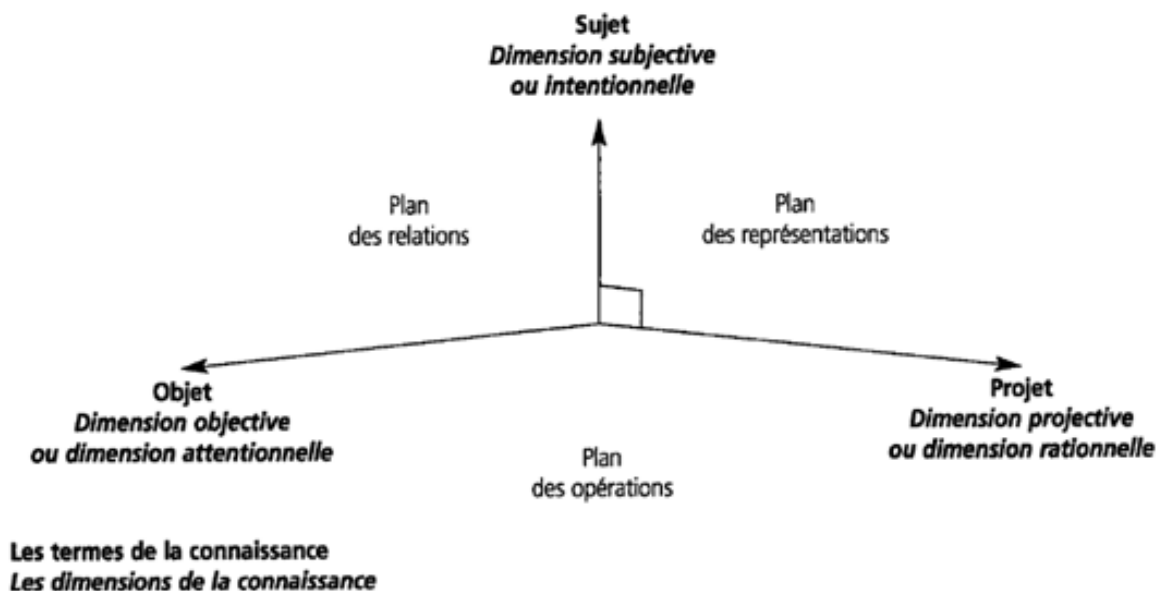 Sujet
Dimension subjective
ou intentionnelle
Plan
des relations
Plan
des représentations
Objet
Dimension objective
ou dimension attentionnelle
Projet
Dimension projective
ou dimension rationnelle
Plan
des opérations
Les termes de la connaissance
Les dimensions de la connaissance